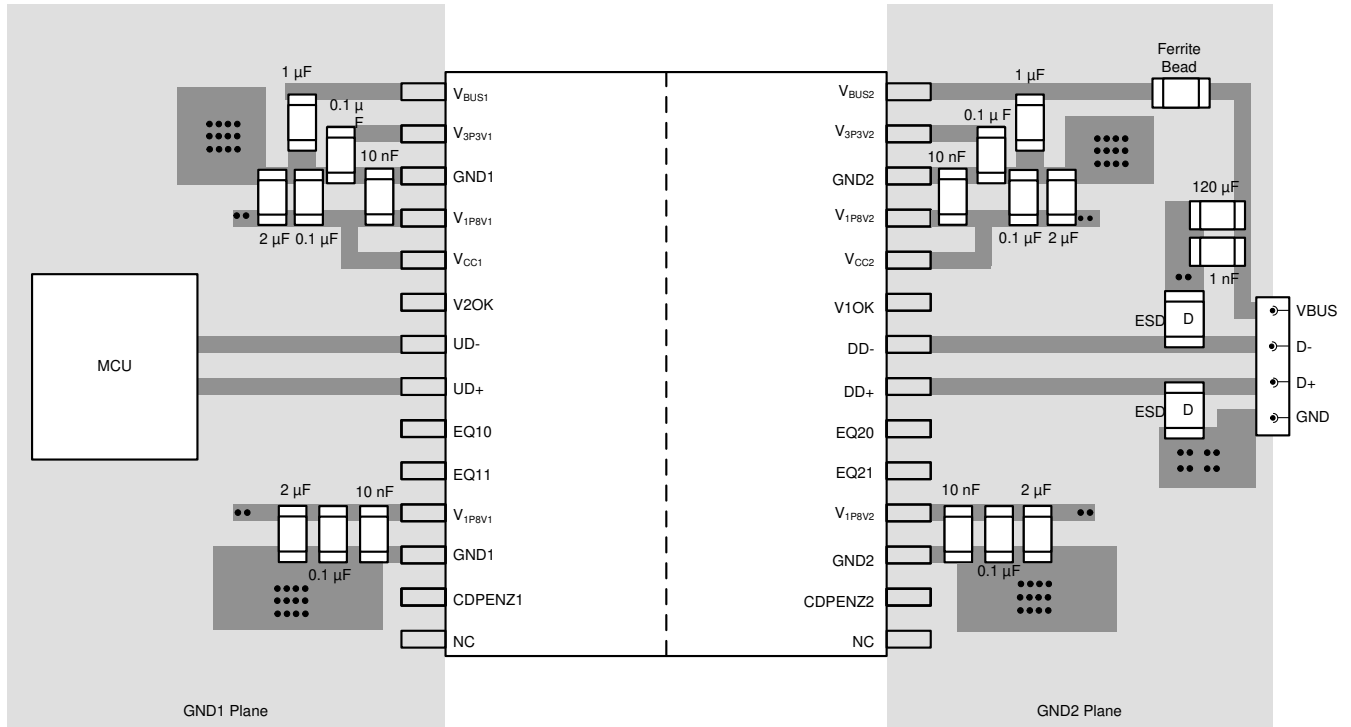 Ferrite
Bead
1 µF
0.1 µ
F
10 nF
2 µF
0.1 µF
VBUS1
V3P3V1
GND1
V1P8V1
VCC1
V2OK
UD-
UD+
EQ10
EQ11
V1P8V1
GND1
CDPENZ1
NC
MCU
2 µF
10 nF
0.1 µF
GND1 Plane
VBUS2
V3P3V2
GND2
V1P8V2
VCC2
V1OK
DD-
DD+
EQ20
EQ21
V1P8V2
GND2
CDPENZ2
NC
1 µF
0.1 µ F
10 nF
0.1 µF
2 µF
120 µF
1 nF
ESD
D
ESD
D
VBUS
D-
D+
GND
10 nF
2 µF
0.1 µF
GND2 Plane